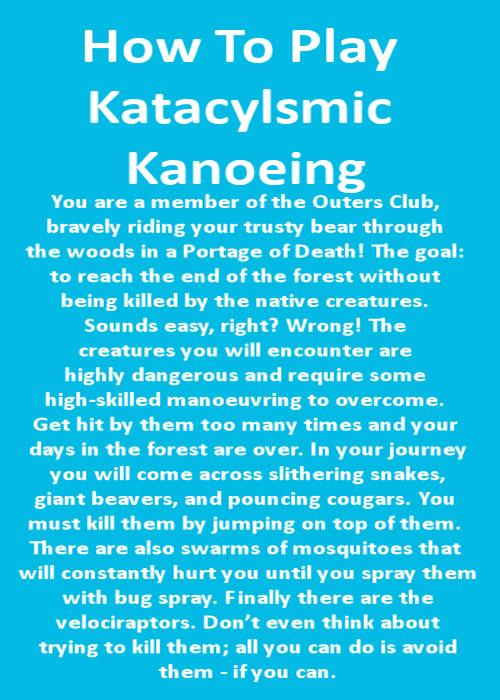 How To Play
Katacylsmic
Kanoeing
You are a member of the Outers Club,
bravely riding your trusty bear through
the woods in a Portage of Death! The goal:
to reach the end of the forest without
being killed by the native creatures.
Sounds easy, right? Wrong! The
creatures you will encounter are
highly dangerous and require some
high-skilled manoeuvring to overcome.
Get hit by them too many times and your
days in the forest are over. In your journey
you will come across slithering snakes,
giant beavers, and pouncing cougars. You
must kill them by jumping on top of them.
There are also swarms of mosquitoes that
will constantly hurt you until you spray them
with bug spray. Finally there are the
velociraptors. Don’t even think about
trying to kill them; all you can do is avoid
them - if you can.